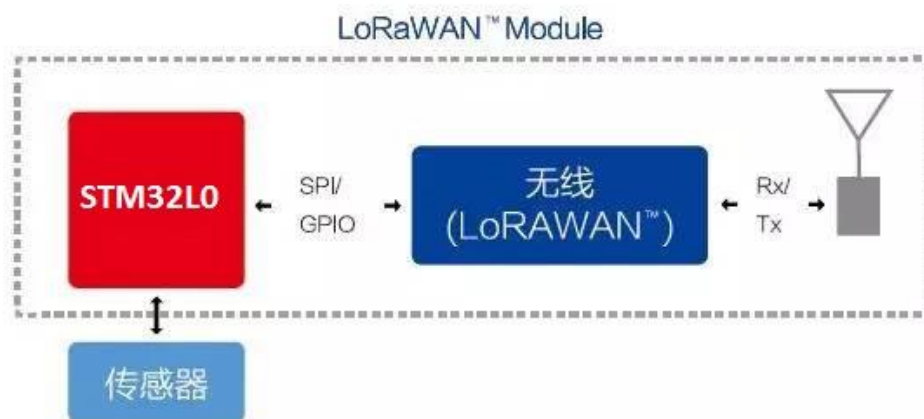 LoRaWAN™ Module
STM32L0
SPI/
GPIO
无线
(LoRAWAN™)
Rx/
Tx
传感器